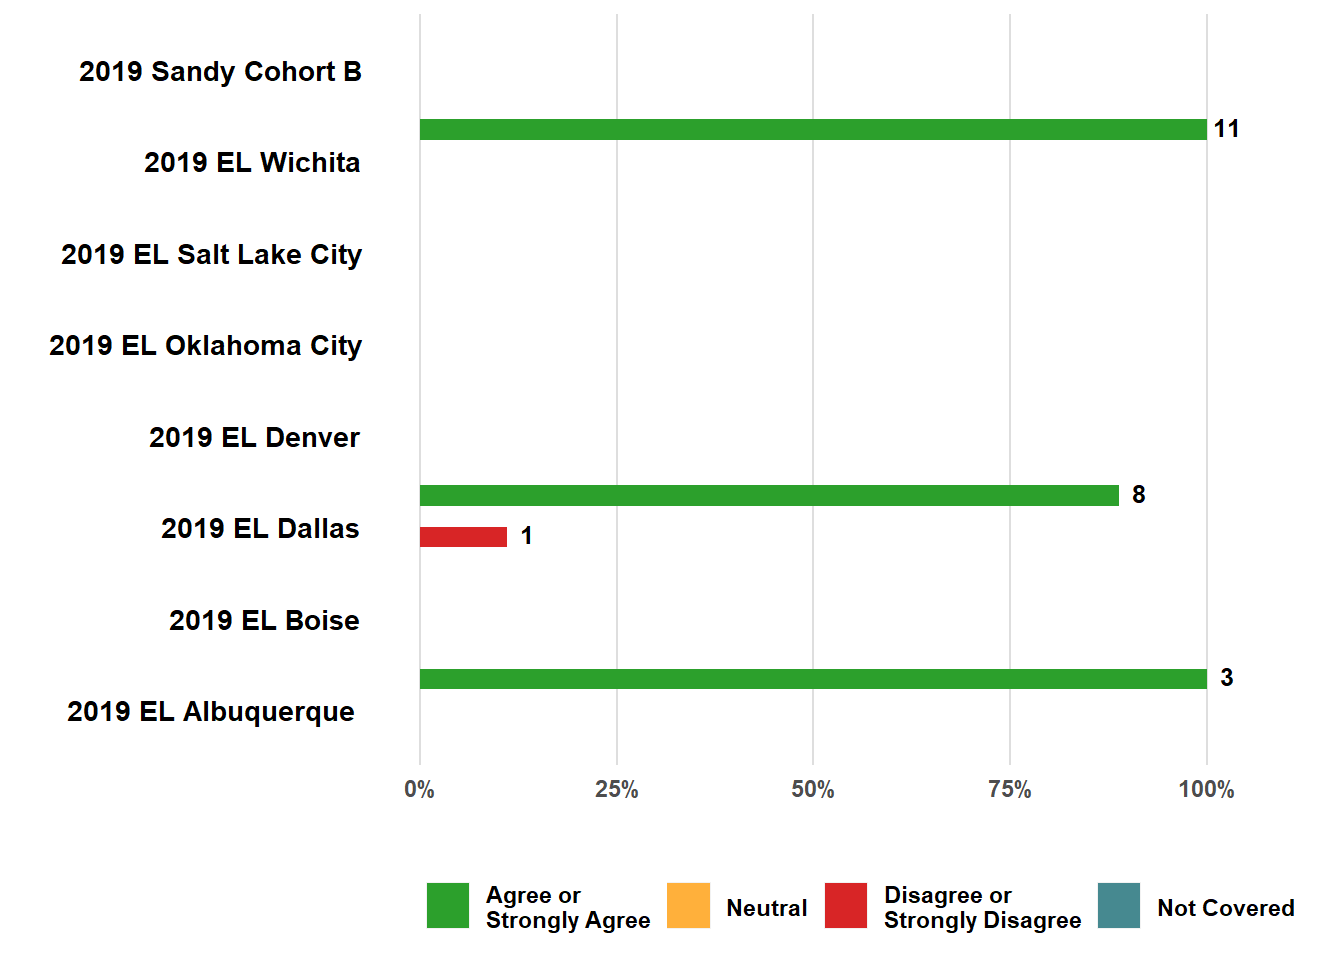 2019 Sandy Cohort B
11
2019 EL Wichita
2019 EL Salt Lake City
2019 EL Oklahoma City
2019 EL Denver
8
2019 EL Dallas
1
2019 EL Boise
3
2019 EL Albuquerque
0% 25% 50% 75% 100%
Agree or
Strongly Agree
Neutral
Disagree or
Strongly Disagree
Not Covered